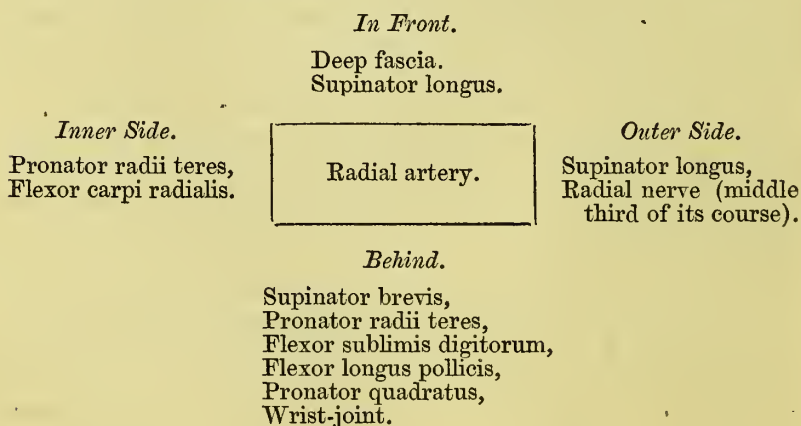 In Front.
Deep fascia.
Supinator longus.
Inner Side.
Pronator radii teres,
Flexor carpi radialis.
Radial artery.
Outer Side.
Supinator longus,
Radial nerve (middle
third of its course).
Behind.
Supinator brevis,
Pronator radii teres,
Flexor sublimis digitorum,
Flexor longus pollicis,
Pronator quadratus,
Wrist-joint.